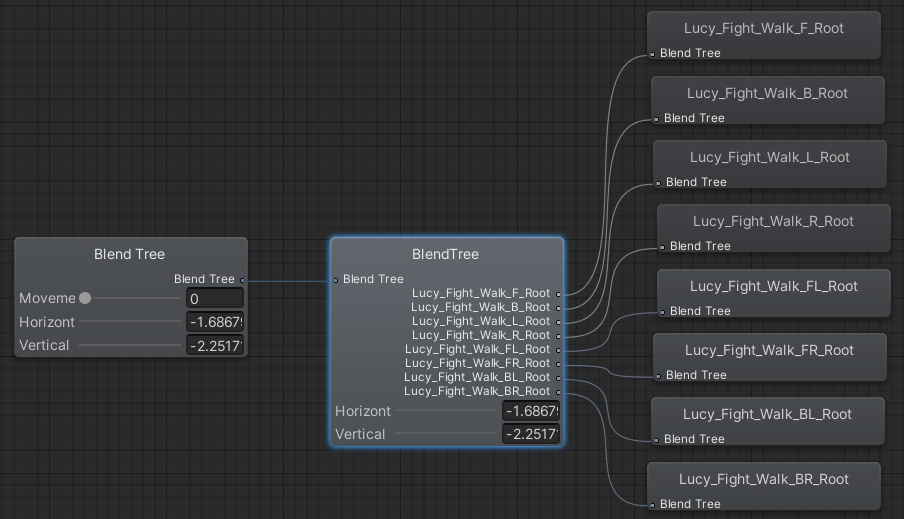 Blend Tree
Blend Tree
Moveme
0
Horizont
-1.6867
Vertical
-2.2517
BlendTree
Blend Tree
Lucy_Fight_Walk_F_Root
Lucy_Fight_Walk_B_Root
Lucy_Fight_Walk_L_Root
Lucy_Fight_Walk_R_Root
Lucy_Fight_Walk_FL_Root
Lucy_Fight_Walk_FR_Root
Lucy_Fight_Walk_BL_Root
Lucy_Fight_Walk_BR_Root
Horizont
-1.6867
Vertical
-2.2517
Lucy_Fight_Walk_F_Root
Blend Tree
Lucy_Fight_Walk_B_Root
Blend Tree
Lucy_Fight_Walk_L_Root
Blend Tree
Lucy_Fight_Walk_R_Root
Blend Tree
Lucy_Fight_Walk_FL_Root
Blend Tree
Lucy_Fight_Walk_FR_Root
Blend Tree
Lucy_Fight_Walk_BL_Root
Blend Tree
Lucy_Fight_Walk_BR_Root
Blend Tree